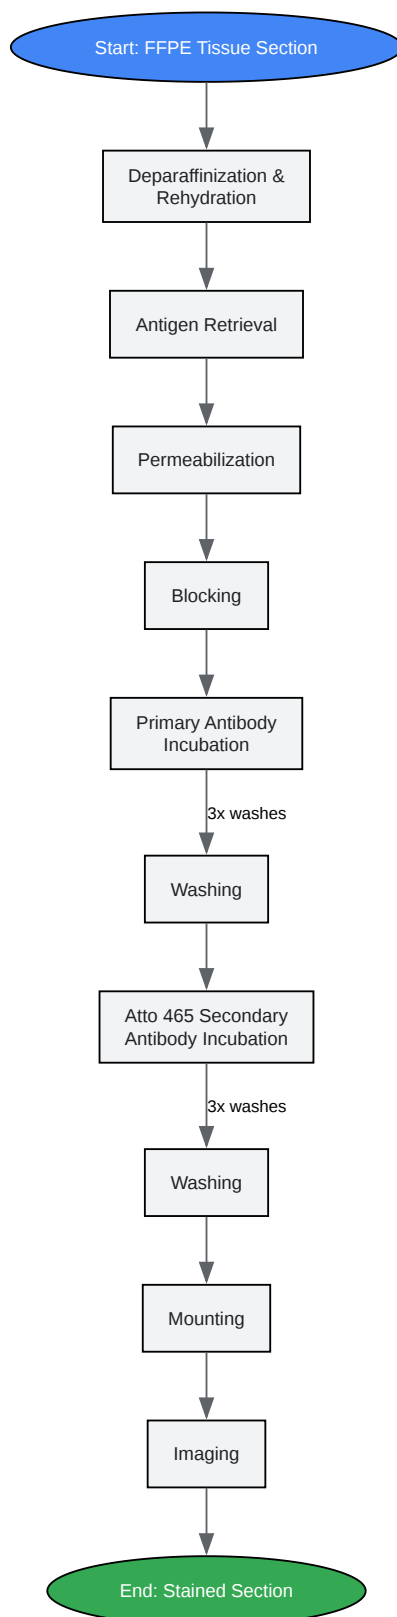 Start: FFPE Tissue Section
Deparaffinization &
Rehydration
Antigen Retrieval
Permeabilization
Blocking
Primary Antibody
Incubation
3x washes
Washing
Atto 465 Secondary
Antibody Incubation
3x washes
Washing
Mounting
Imaging
End: Stained Section